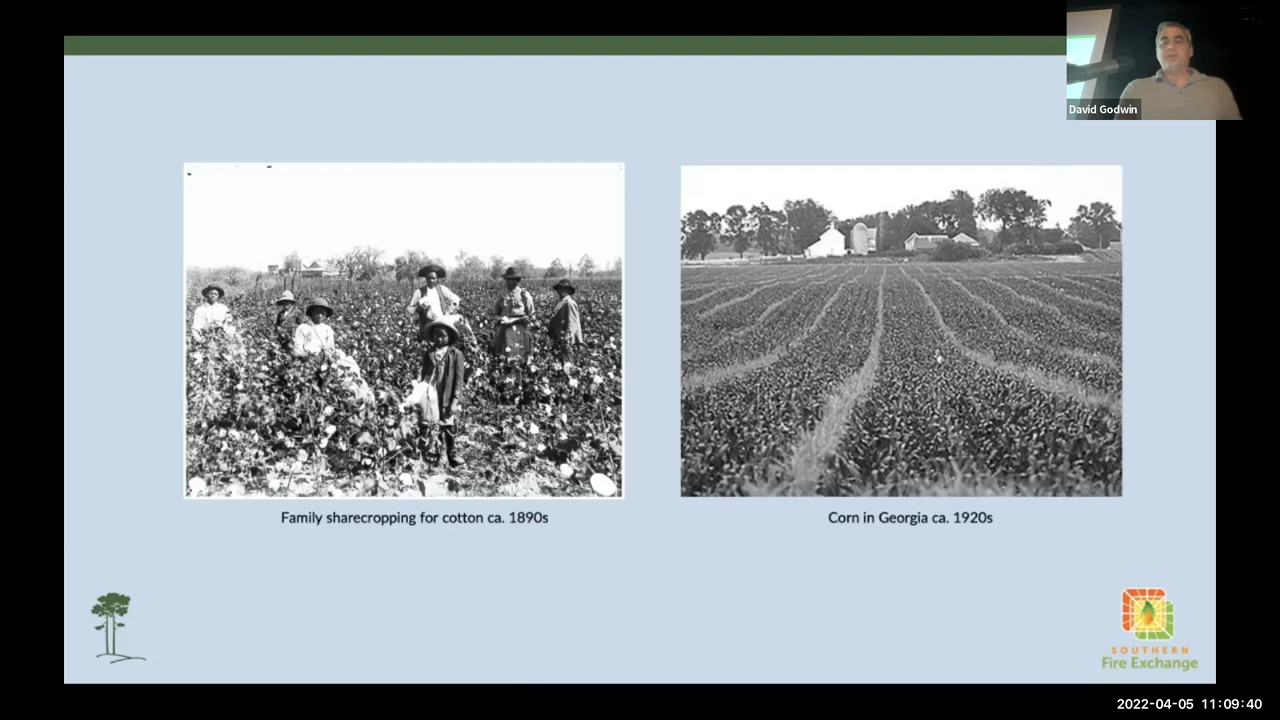 David Godwin
Family sharecropping for cotton ca. 1890s
Corn in Georgia ca. 1920s
SOUTHERN
Fire Exchange
2022-04-05 11:09:40